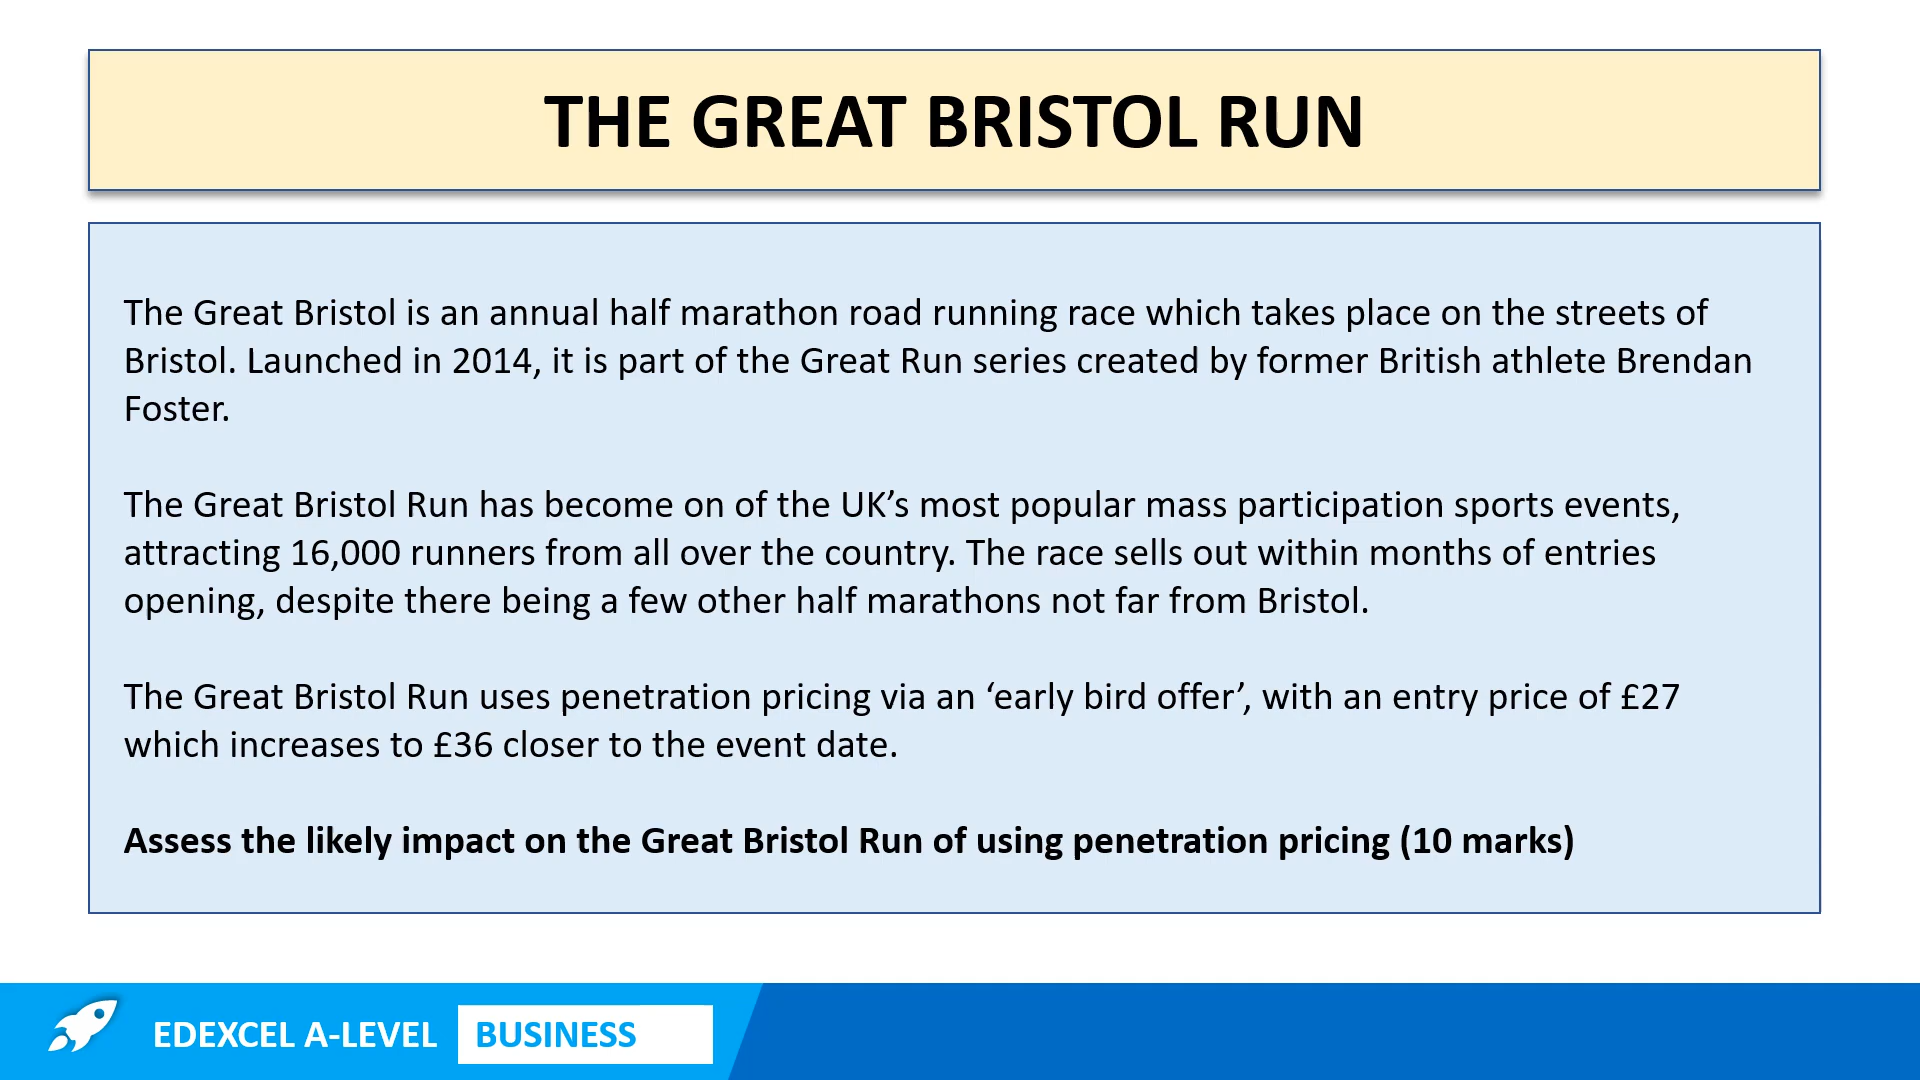 THE GREAT BRISTOL RUN
The Great Bristol is an annual half marathon road running race which takes place on the streets of
Bristol. Launched in 2014, it is part of the Great Run series created by former British athlete Brendan
Foster.
The Great Bristol Run has become on of the UK’s most popular mass participation sports events,
attracting 16,000 runners from all over the country. The race sells out within months of entries
opening, despite there being a few other half marathons not far from Bristol.
The Great Bristol Run uses penetration pricing via an ‘early bird offer’, with an entry price of £27
which increases to £36 closer to the event date.
Assess the likely impact on the Great Bristol Run of using penetration pricing (10 marks)
EDEXCEL A-LEVEL BUSINESS